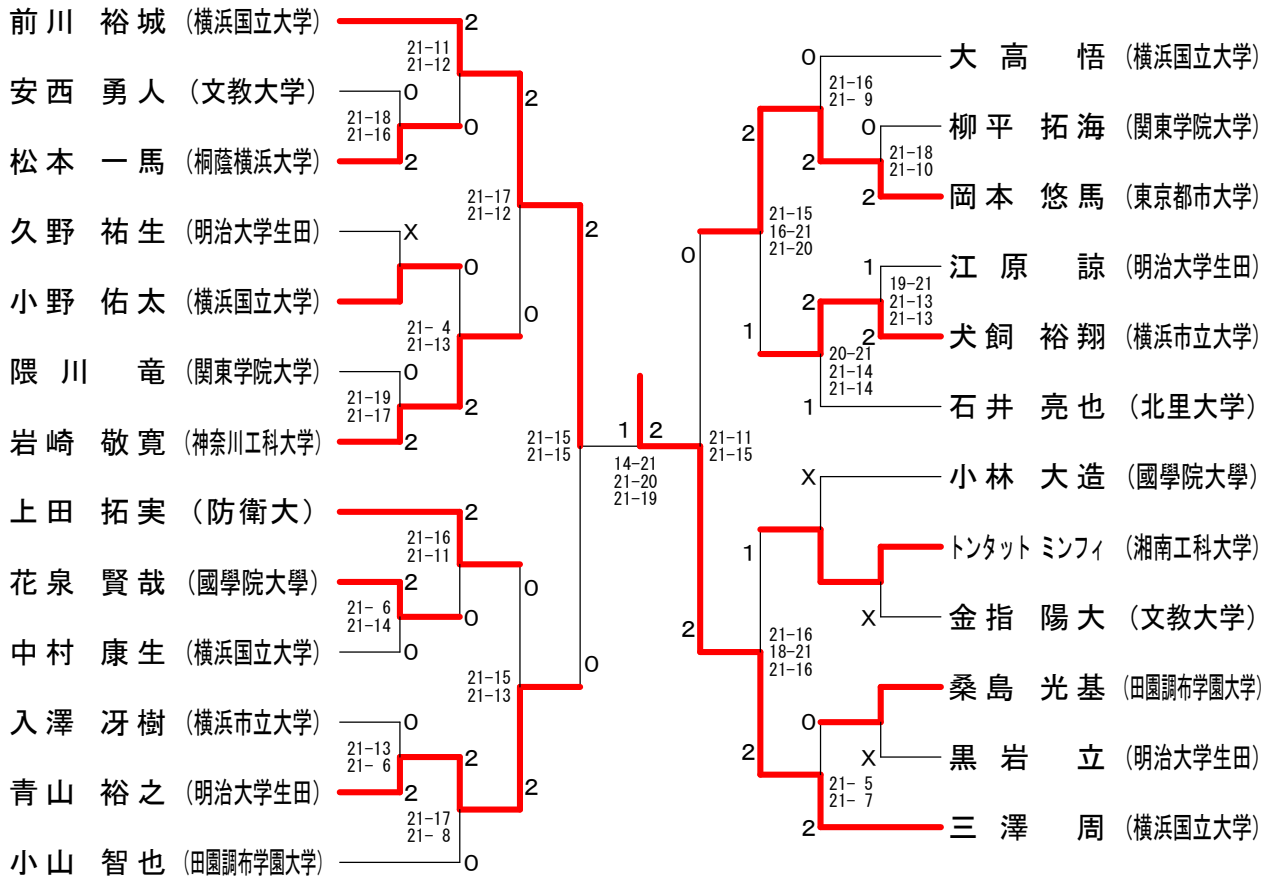 前川 裕城 (横浜国立大学)
2
21-11
21-12
安西 勇人 (文教大学)
0
21-18
21-16
0
2
松本 一馬 (桐蔭横浜大学)
2
21-17
21-12
久野 祐生 (明治大学生田)
X
2
0
小野 佑太 (横浜国立大学)
0
21- 4
21-13
隈川 竜 (関東学院大学)
0
21-19
21-17
2
岩崎 敬寛 (神奈川工科大学)
2
21-15
21-15
上田 拓実 (防衛大)
2
21-16
21-11
花泉 賢哉 (國學院大學)
2
21- 6
21-14
0
0
中村 康生 (横浜国立大学)
0
21-15
21-13
0
入澤 冴樹 (横浜市立大学)
0
21-13
21- 6
2
青山 裕之 (明治大学生田)
2
2
21-17
21- 8
小山 智也 (田園調布学園大学)
0
1
2
14-21
21-20
21-19
0
大高 悟 (横浜国立大学)
21-16
21- 9
0
柳平 拓海 (関東学院大学)
2
2
21-18
21-10
2
岡本 悠馬 (東京都市大学)
21-15
16-21
21-20
0
1
江原 諒 (明治大学生田)
19-21
21-13
21-13
2
1
2
犬飼 裕翔 (横浜市立大学)
20-21
21-14
21-14
1
石井 亮也 (北里大学)
21-11
21-15
X
小林 大造 (國學院大學)
1
トンタット ミンフィ (湘南工科大学)
X
金指 陽大 (文教大学)
2
21-16
18-21
21-16
桑島 光基 (田園調布学園大学)
0
X
黒岩 立 (明治大学生田)
2
21- 5
21- 7
2
三澤 周 (横浜国立大学)